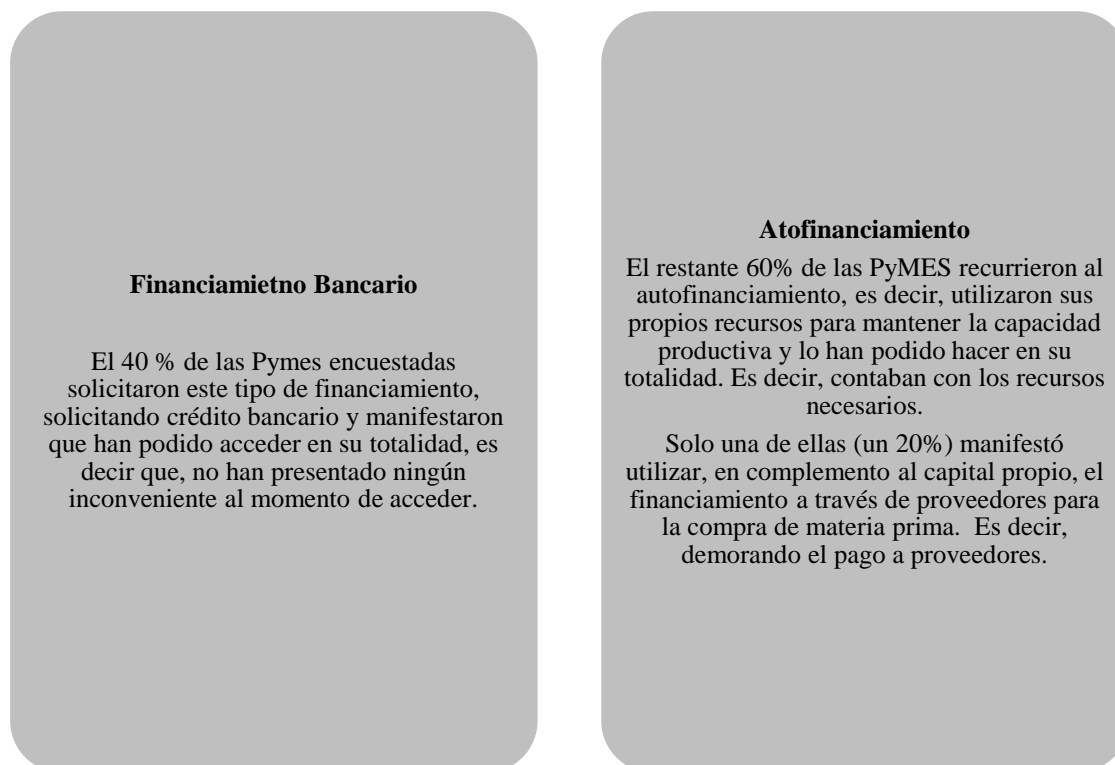 Financiamietno Bancario
El 40 % de las Pymes encuestadas
solicitaron este tipo de financiamiento,
solicitando crédito bancario y manifestaron
que han podido acceder en su totalidad, es
decir que, no han presentado ningún
inconveniente al momento de acceder.
Atofinanciamiento
El restante 60% de las PyMES recurrieron al
autofinanciamiento, es decir, utilizaron sus
propios recursos para mantener la capacidad
productiva y lo han podido hacer en su
totalidad. Es decir, contaban con los recursos
necesarios.
Solo una de ellas (un 20%) manifestó
utilizar, en complemento al capital propio, el
financiamiento a través de proveedores para
la compra de materia prima.  Es decir,
demorando el pago a proveedores.